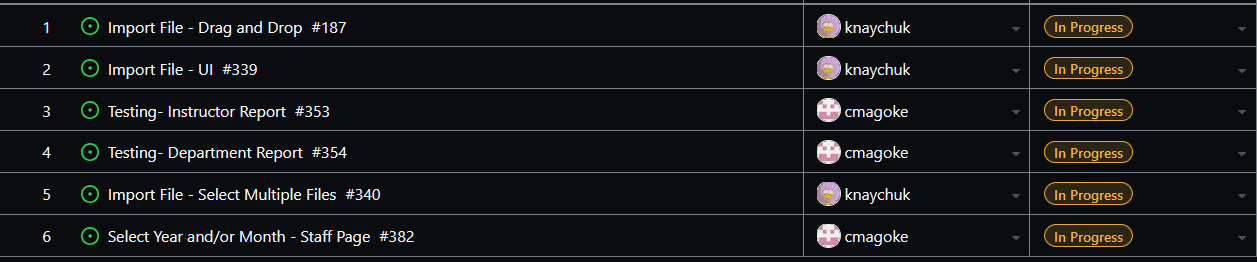 1 Import File - Drag and Drop #187 knaychuk In Progress
2 Import File - UI #339 knaychuk In Progress
3 Testing- Instructor Report #353 cmagoke In Progress
4 Testing- Department Report #354 cmagoke In Progress
5 Import File - Select Multiple Files #340 knaychuk In Progress
6 Select Year and/or Month - Staff Page #382 cmagoke In Progress